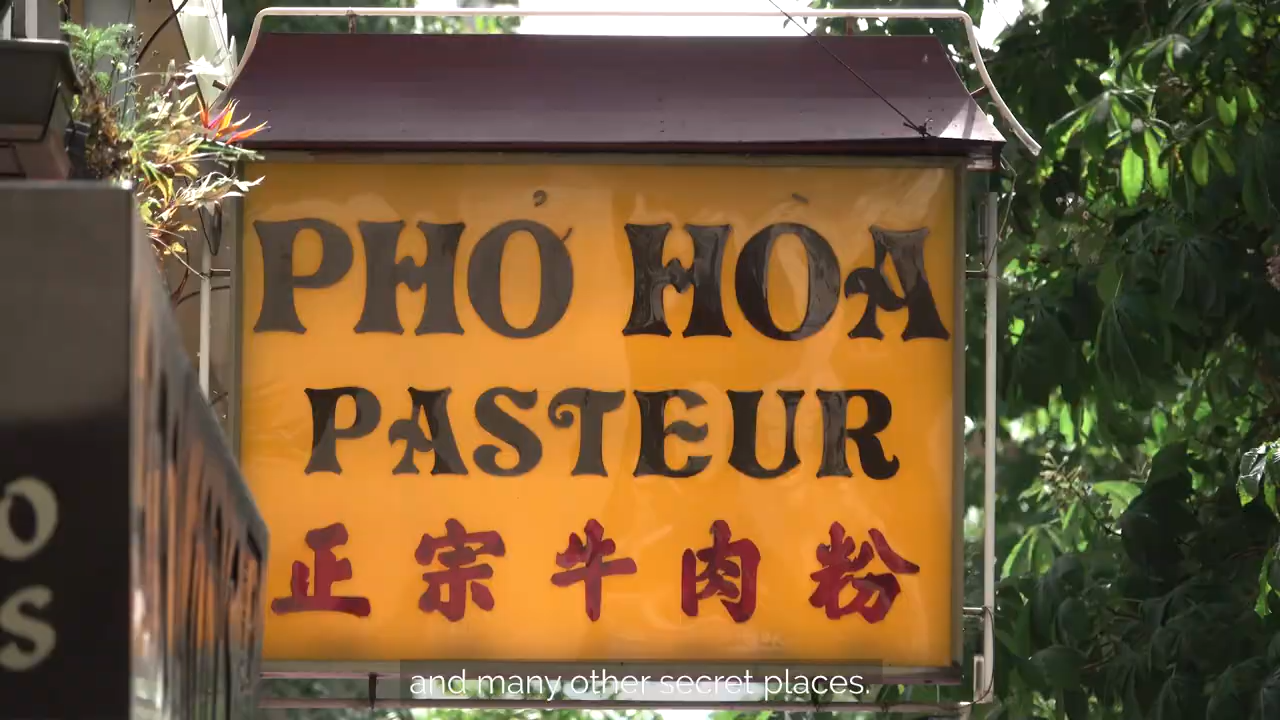 PHỞ HÒA
PASTEUR
正宗牛肉粉
O
S
and many other secret places.